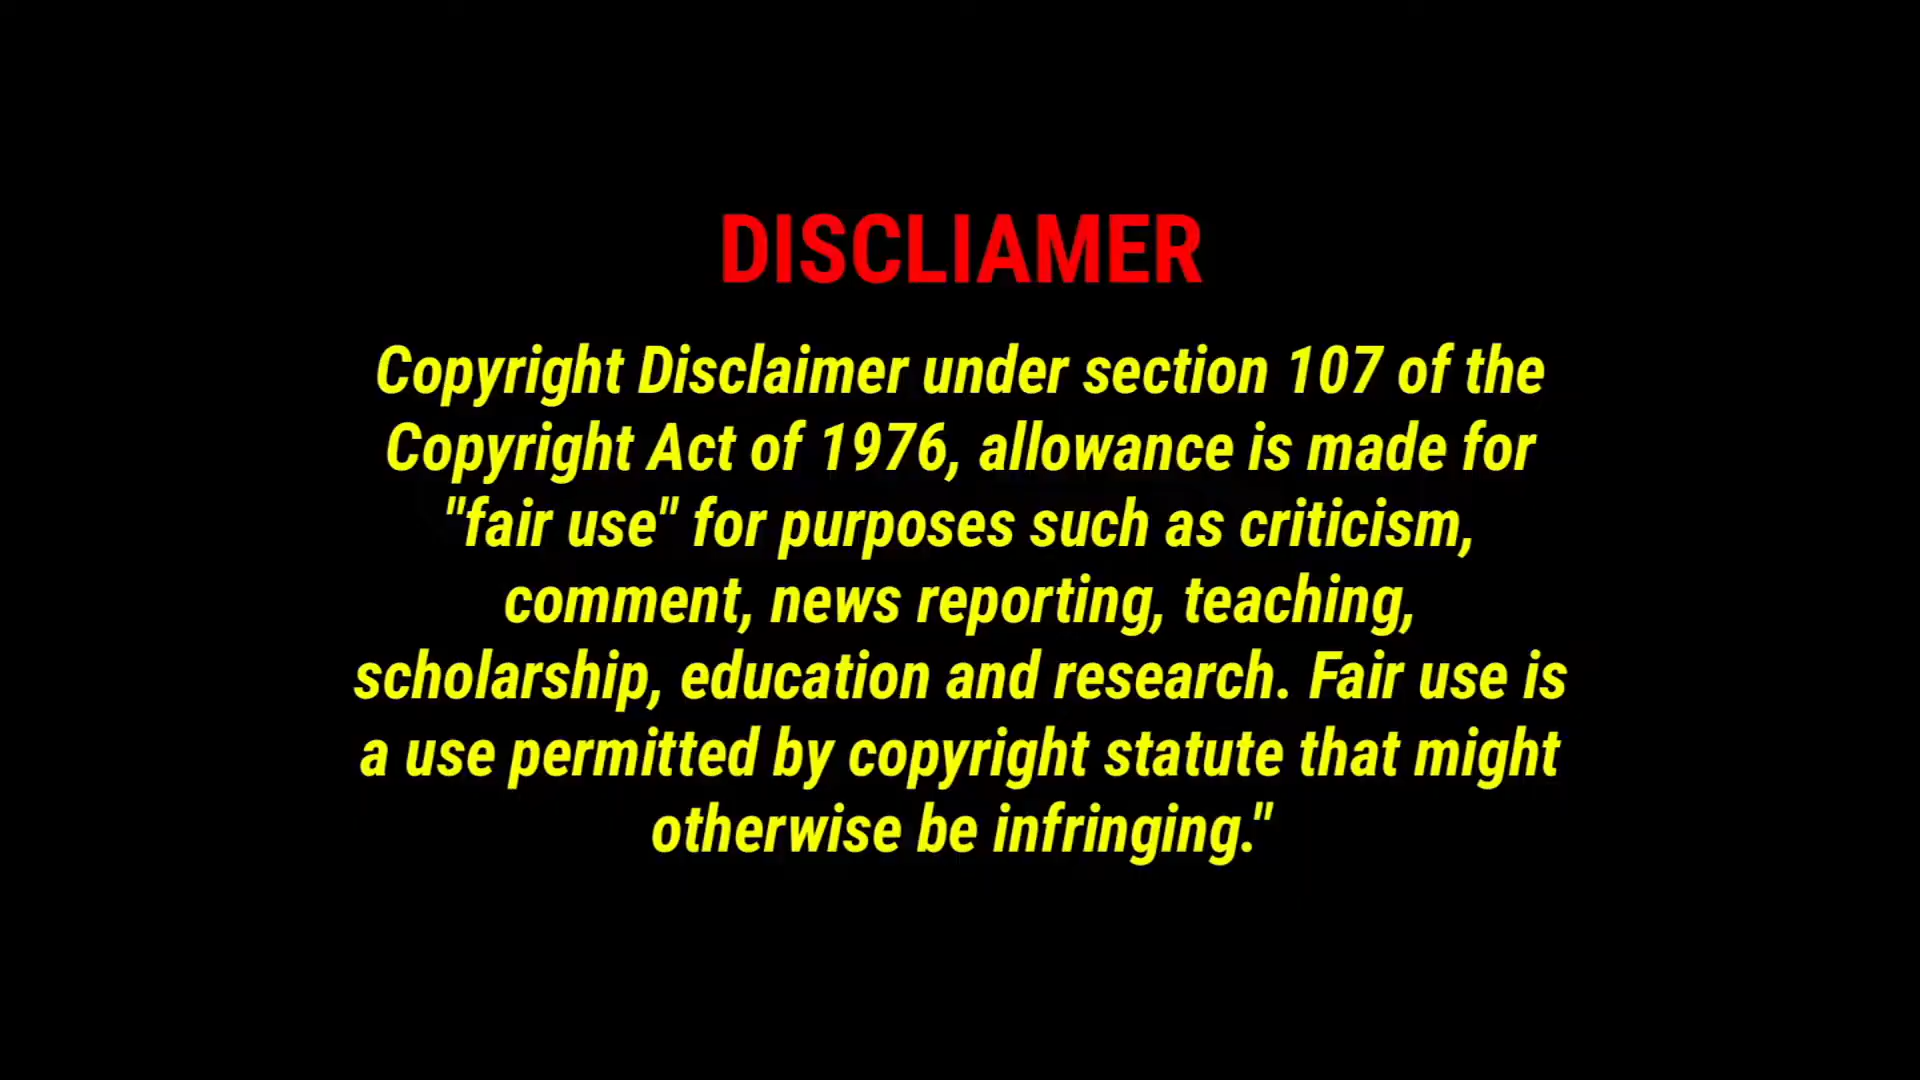 DISCLIAMER
Copyright Disclaimer under section 107 of the
Copyright Act of 1976, allowance is made for
"fair use" for purposes such as criticism,
comment, news reporting, teaching,
scholarship, education and research. Fair use is
a use permitted by copyright statute that might
otherwise be infringing."